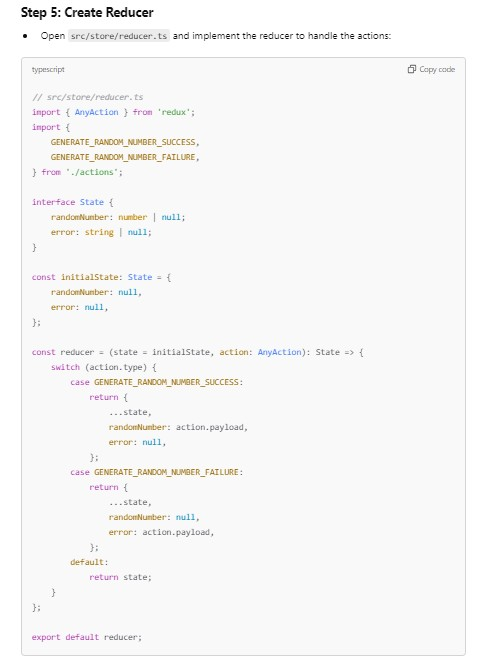 Step 5: Create Reducer
• Open src/store/reducer.ts and implement the reducer to handle the actions:
typescript
Copy code
// src/store/reducer.ts
import { AnyAction } from 'redux';
import {
    GENERATE_RANDOM_NUMBER_SUCCESS,
    GENERATE_RANDOM_NUMBER_FAILURE,
} from './actions';
interface State {
    randomNumber: number | null;
    error: string | null;
}
const initialState: State = {
    randomNumber: null,
    error: null,
};
const reducer = (state = initialState, action: AnyAction): State => {
    switch (action.type) {
        case GENERATE_RANDOM_NUMBER_SUCCESS:
            return {
                ...state,
                randomNumber: action.payload,
                error: null,
            };
        case GENERATE_RANDOM_NUMBER_FAILURE:
            return {
                ...state,
                randomNumber: null,
                error: action.payload,
            };
        default:
            return state;
    }
};
export default reducer;